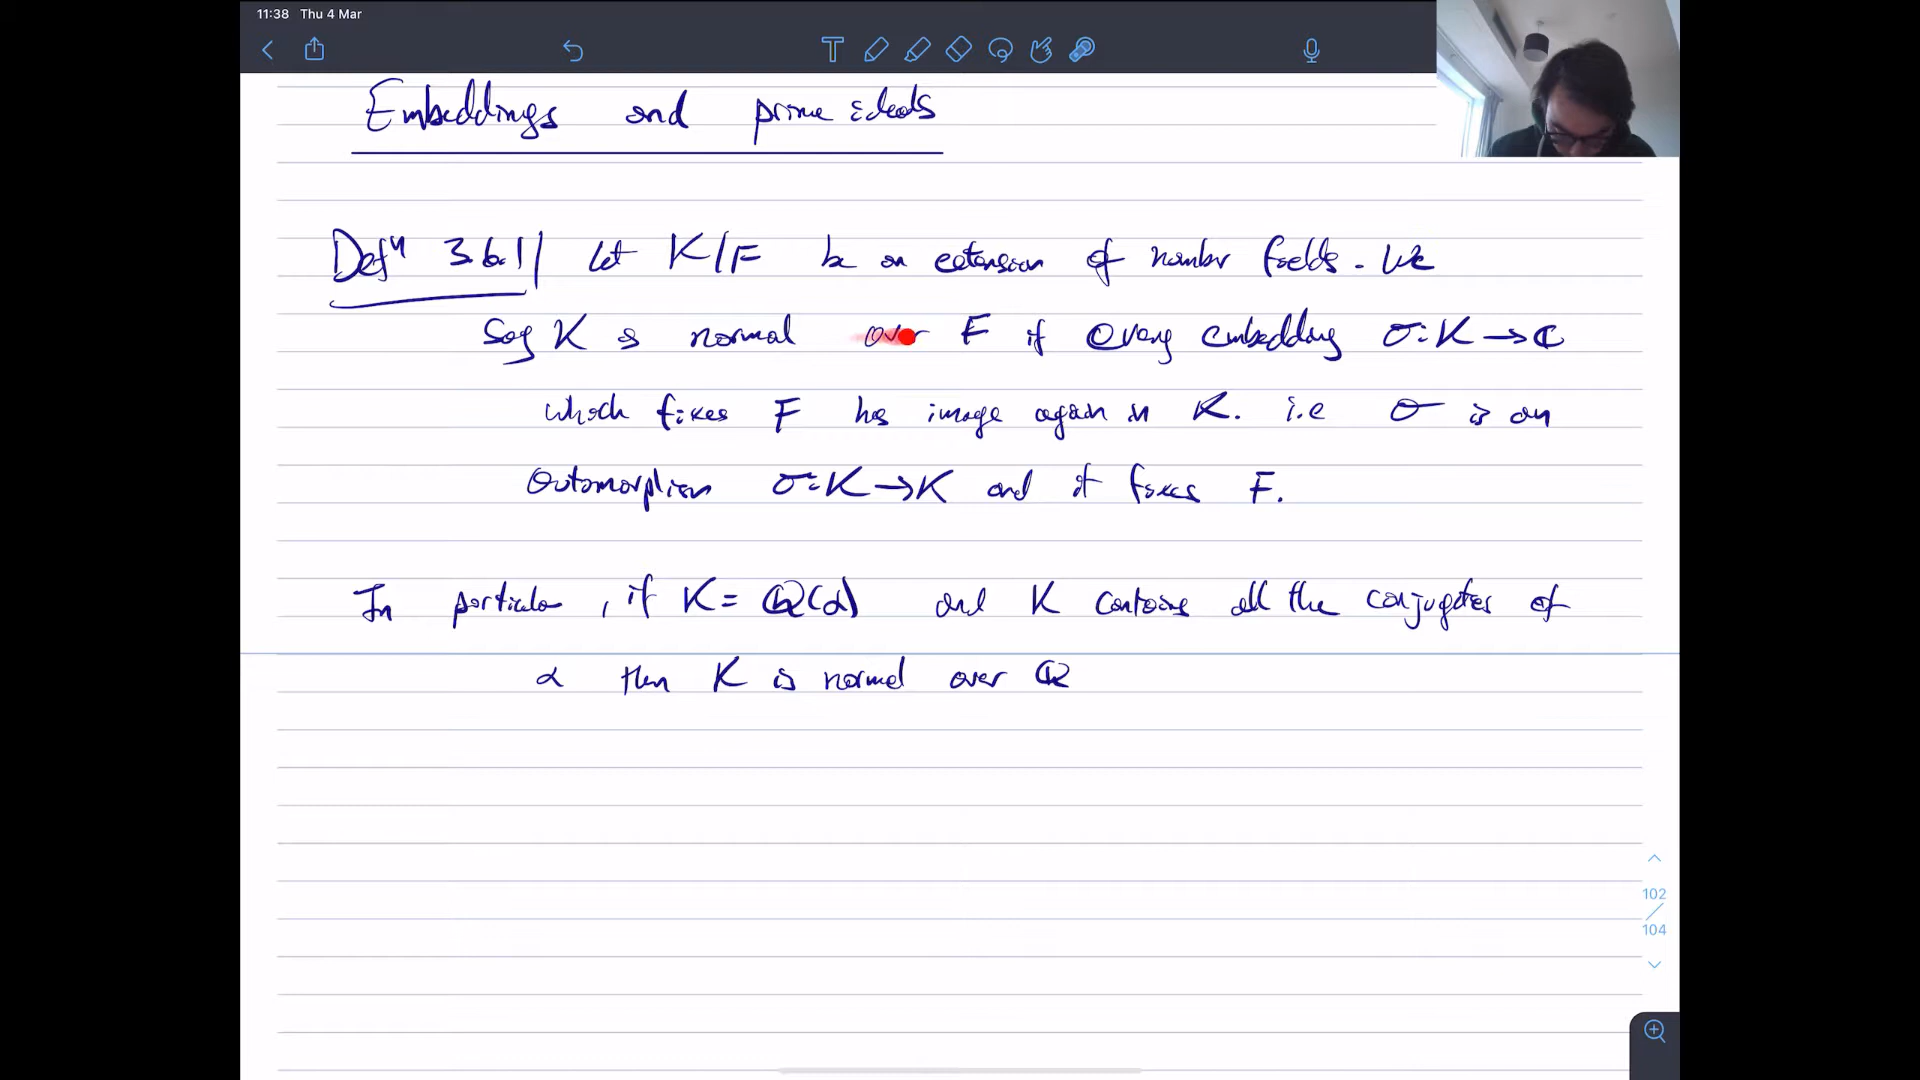 11:38 Thu 4 Mar
Embeddings and prime ideals
Defⁿ 3.6.1 | Let K/F be an extension of number fields. We
say K is normal over F if every embedding σ: K → ℂ
which fixes F has image again in K. i.e σ is an
automorphism σ: K → K and it fixes F.
In particular, if K = ℚ(α) and K contains all the conjugates of
α then K is normal over ℚ
102
104